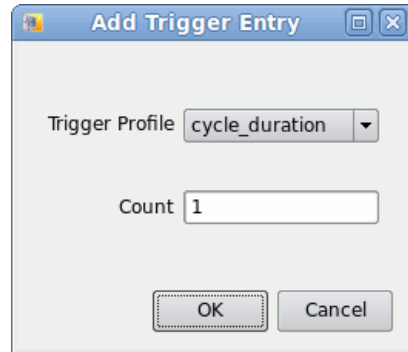 Add Trigger Entry
Trigger Profile cycle_duration
Count 1
OK Cancel